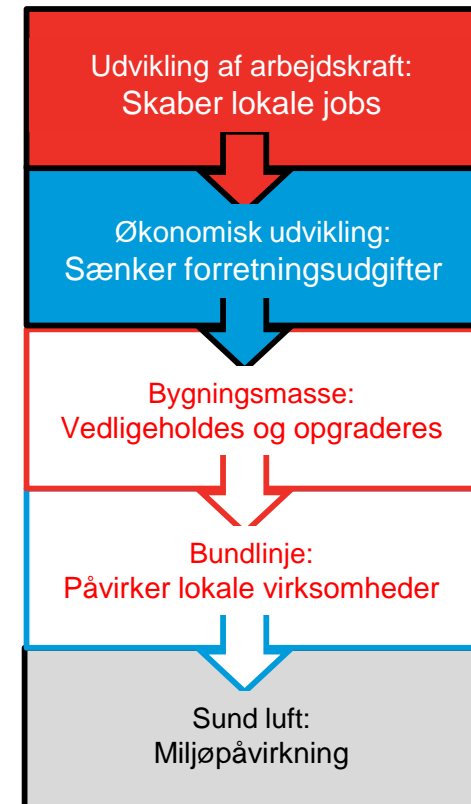 Udvikling af arbejdskraft:
Skaber lokale jobs
Økonomisk udvikling:
Sænker forretningsudgifter
Bygningsmasse:
Vedligeholdes og opgraderes
Bundlinje:
Påvirker lokale virksomheder
Sund luft:
Miljøpåvirkning